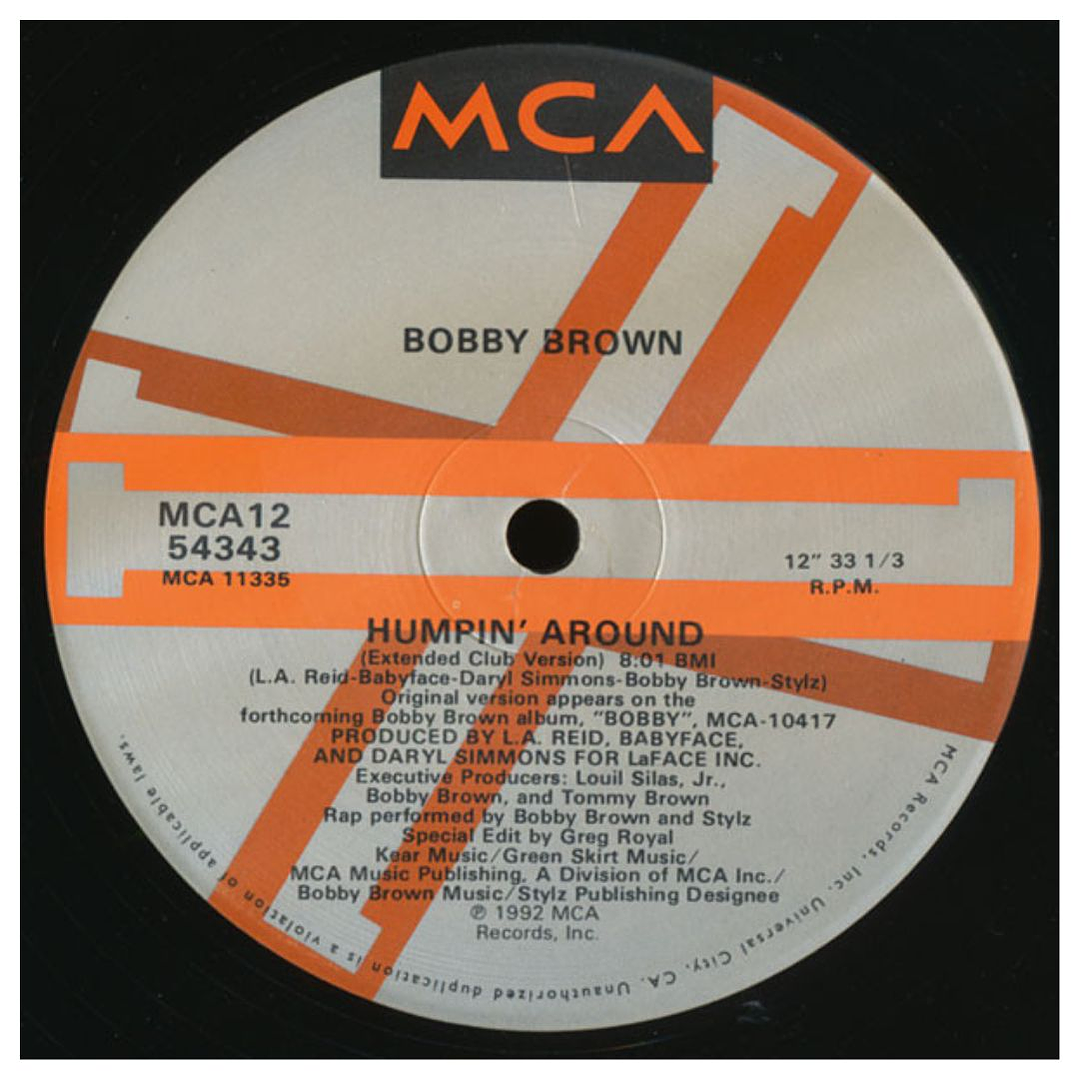 MCA
BOBBY BROWN
MCA12
54343
MCA 11335
12" 33 1/3
R.P.M.
HUMPIN' AROUND
(Extended Club Version) 8:01 BMI
(L.A. Reid-Babyface-Daryl Simmons-Bobby Brown-Stylz)
Original version appears on the
forthcoming Bobby Brown album, "BOBBY", MCA-10417
PRODUCED BY L.A. REID, BABYFACE,
AND DARYL SIMMONS FOR LaFACE INC.
Executive Producers: Louil Silas, Jr.,
Bobby Brown, and Tommy Brown
Rap performed by Bobby Brown and Stylz
Special Edit by Greg Royal
Kear Music/Green Skirt Music/
MCA Music Publishing, A Division of MCA Inc./
Bobby Brown Music/Stylz Publishing Designee
℗ 1992 MCA
Records, Inc.
MCA Records, Inc. Universal City, CA. Unauthorized duplication is a violation of applicable laws.